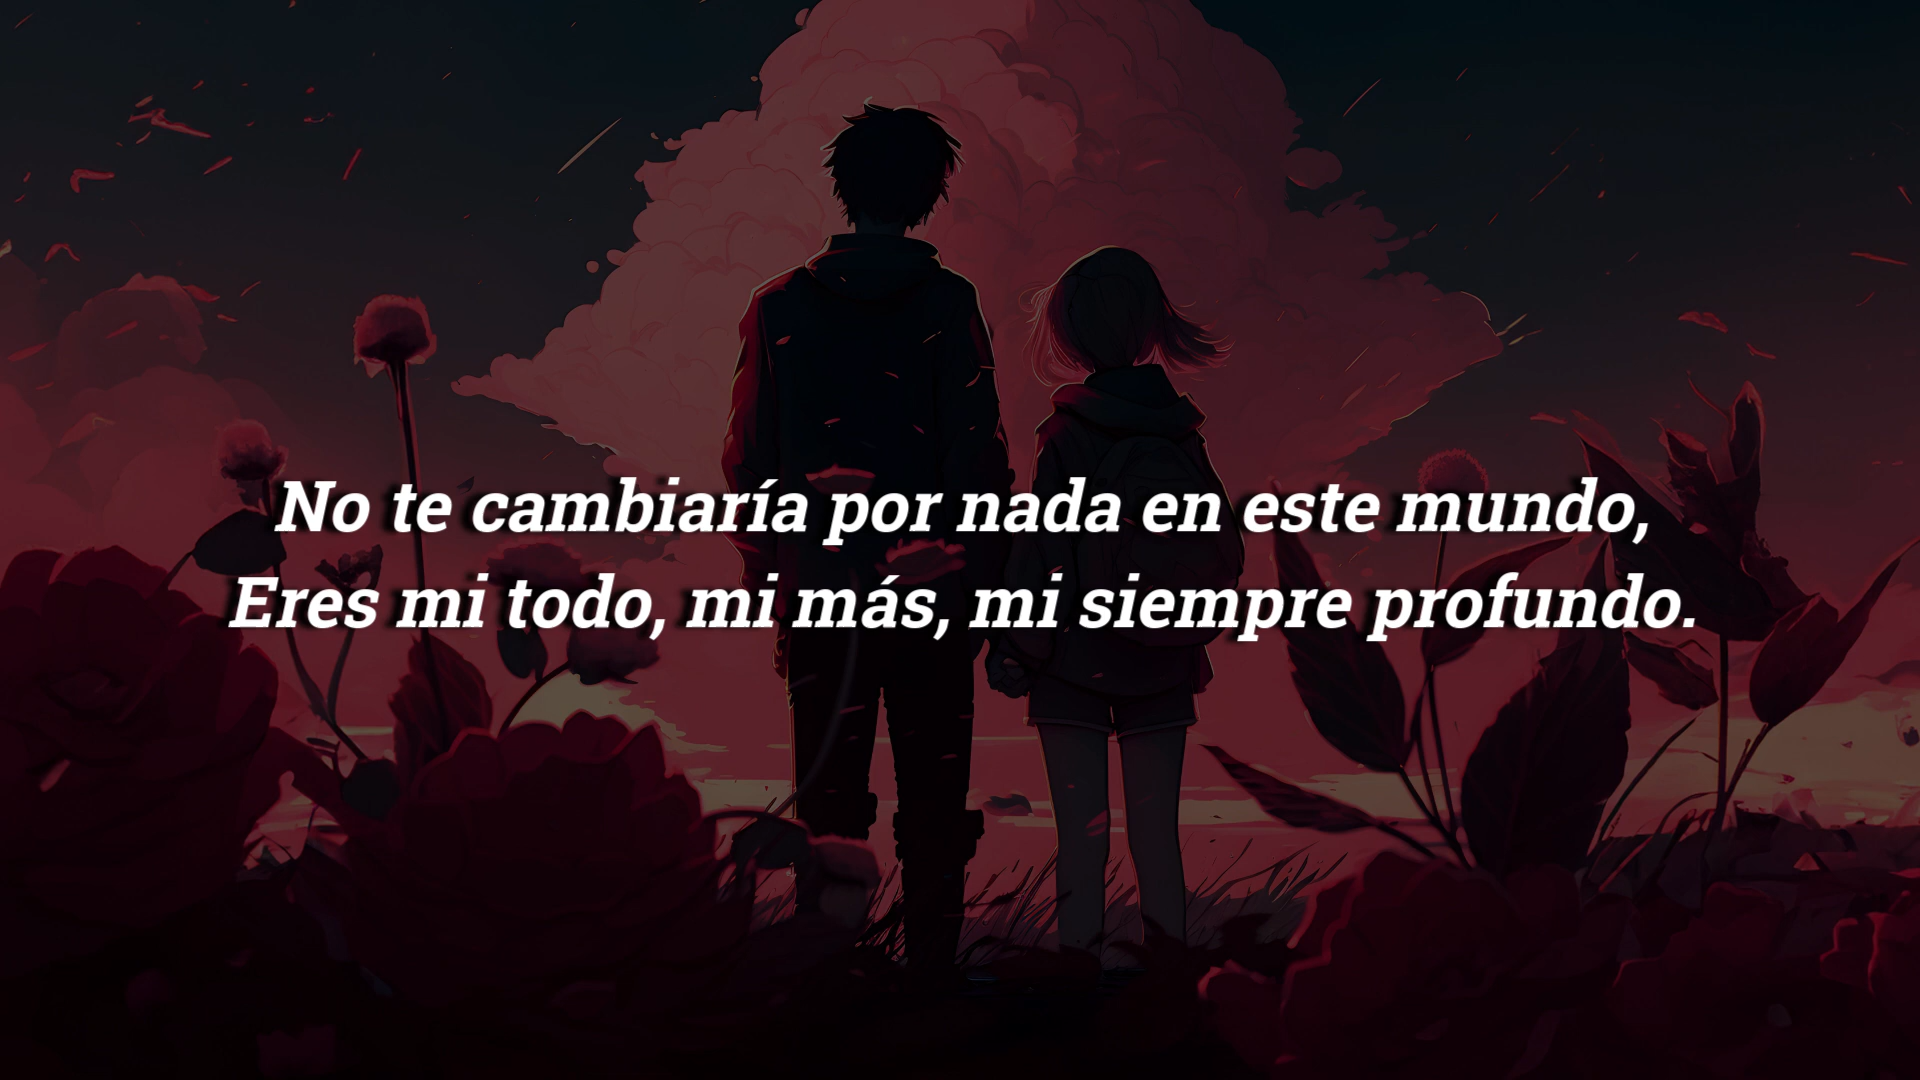 No te cambiaría por nada en este mundo,
Eres mi todo, mi más, mi siempre profundo.